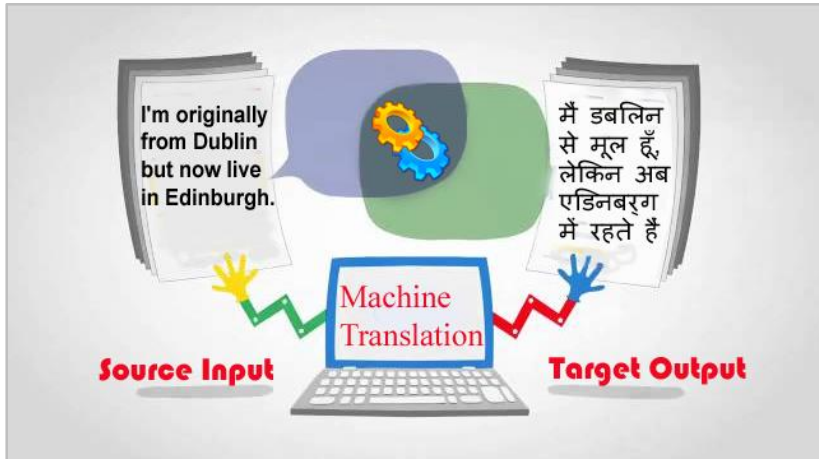 I'm originally
from Dublin
but now live
in Edinburgh.
मैं डबलिन
से मूल हूँ,
लेकिन अब
एडिनबर्ग
में रहते हैं
Machine
Translation
Source Input
Target Output